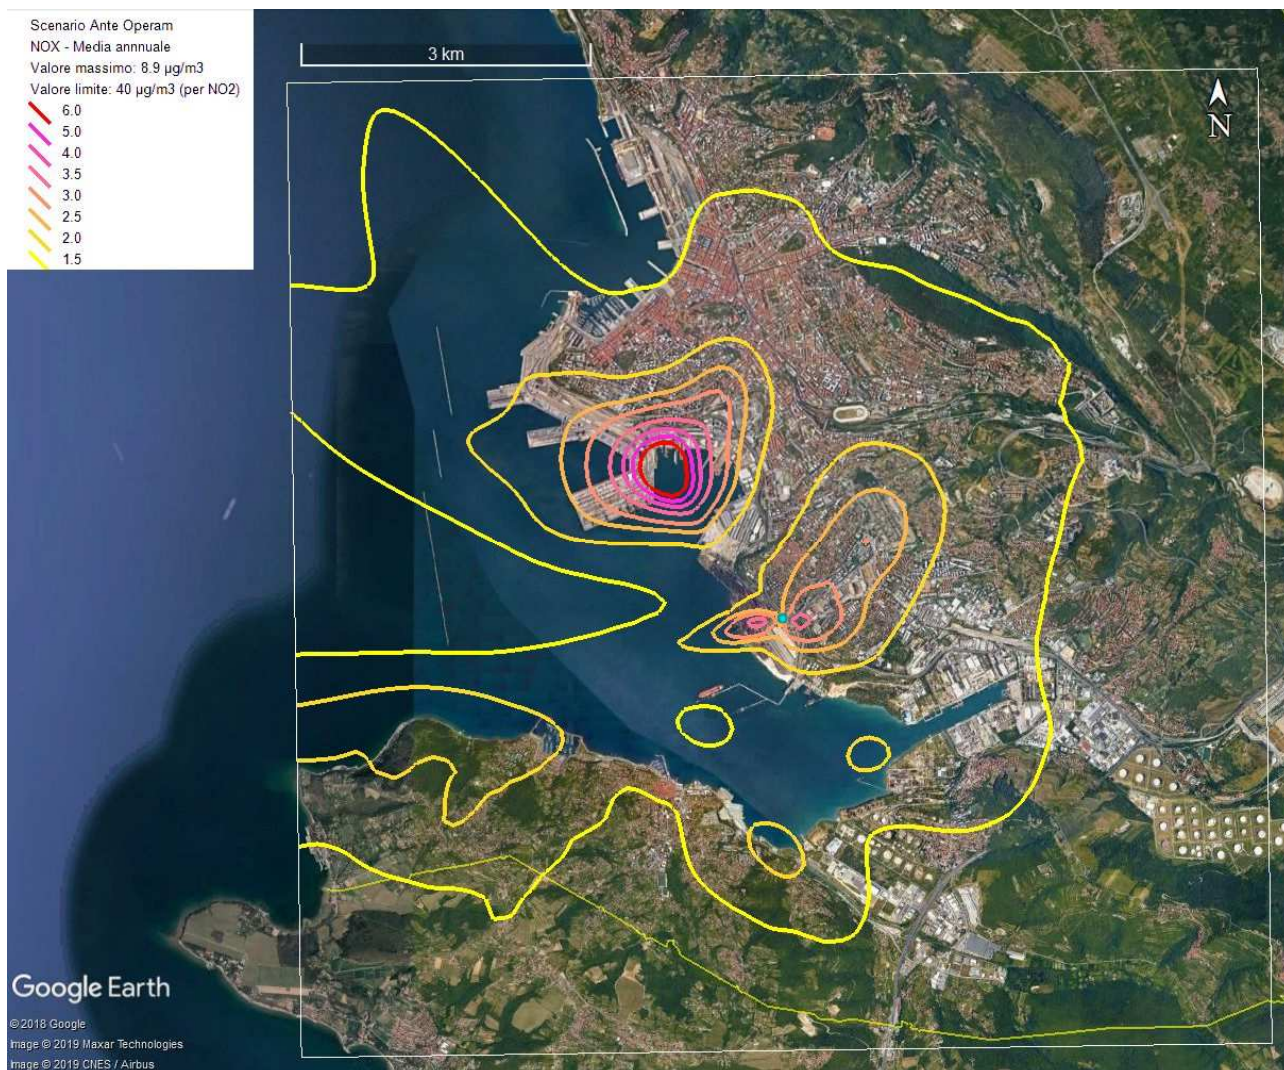 Scenario Ante Operam
NOX - Media annnuale
Valore massimo: 8.9 µg/m3
Valore limite: 40 µg/m3 (per NO2)
6.0
5.0
4.0
3.5
3.0
2.5
2.0
1.5
3 km
N
Google Earth
© 2018 Google
Image © 2019 Maxar Technologies
Image © 2019 CNES / Airbus